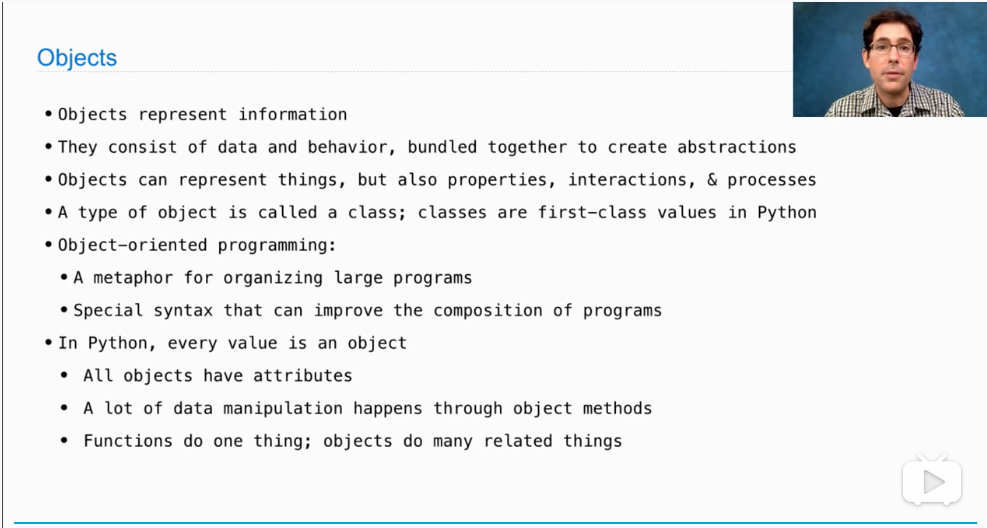 Objects
• Objects represent information
• They consist of data and behavior, bundled together to create abstractions
• Objects can represent things, but also properties, interactions, & processes
• A type of object is called a class; classes are first-class values in Python
• Object-oriented programming:
• A metaphor for organizing large programs
• Special syntax that can improve the composition of programs
• In Python, every value is an object
• All objects have attributes
• A lot of data manipulation happens through object methods
• Functions do one thing; objects do many related things